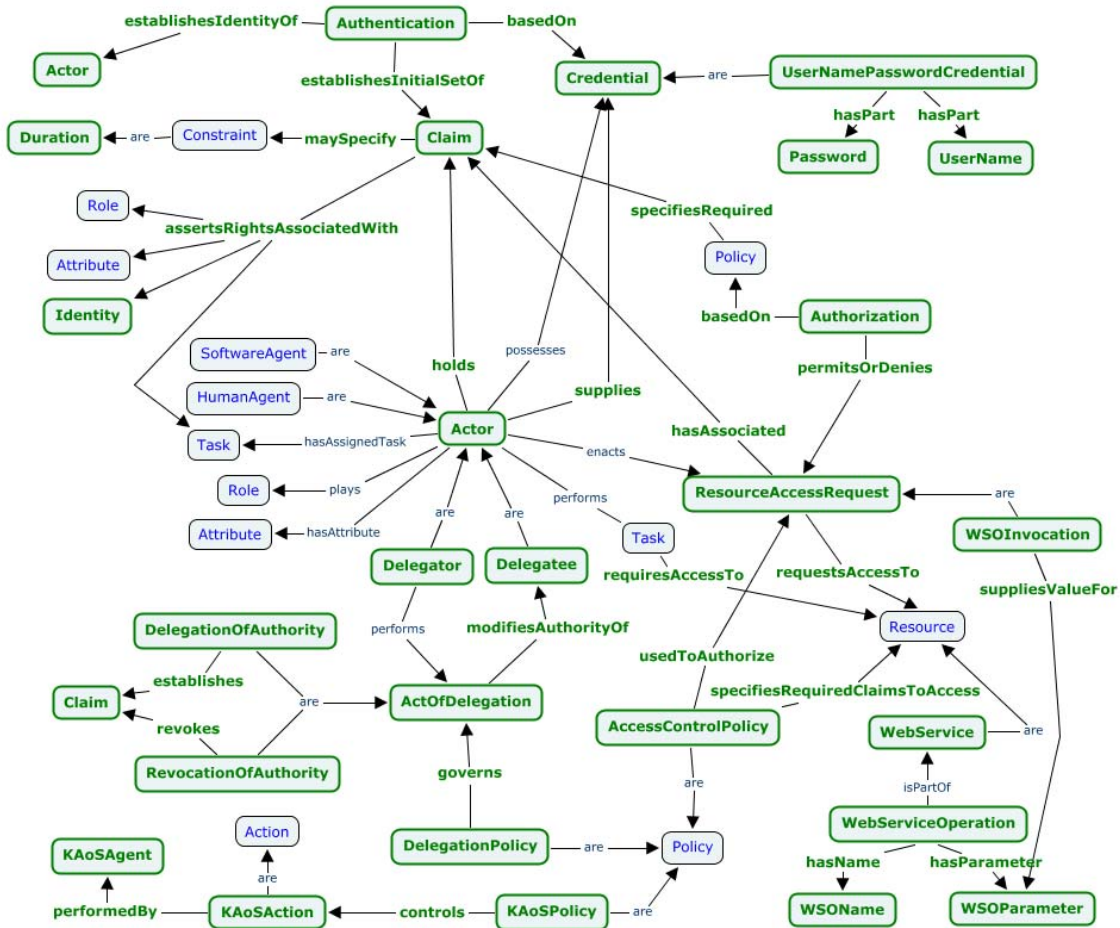 establishesIdentityOf
Authentication
basedOn
Actor
establishesInitialSetOf
Credential
are
UserNamePasswordCredential
hasPart
hasPart
Duration
are
Constraint
maySpecify
Claim
Password
UserName
Role
assertsRightsAssociatedWith
specifiesRequired
Attribute
Policy
Identity
basedOn
Authorization
SoftwareAgent
are
holds
possesses
supplies
permitsOrDenies
HumanAgent
are
Task
hasAssignedTask
Actor
hasAssociated
enacts
Role
plays
performs
ResourceAccessRequest
are
Attribute
hasAttribute
are
are
Task
WSOInvocation
Delegator
Delegatee
requiresAccessTo
requestsAccessTo
suppliesValueFor
DelegationOfAuthority
performs
modifiesAuthorityOf
Resource
establishes
usedToAuthorize
Claim
are
ActOfDelegation
specifiesRequiredClaimsToAccess
revokes
AccessControlPolicy
WebService
are
RevocationOfAuthority
governs
are
isPartOf
Action
WebServiceOperation
KAoSAgent
DelegationPolicy
are
Policy
hasName
hasParameter
are
performedBy
KAoSAction
controls
KAoSPolicy
are
WSOName
WSOParameter